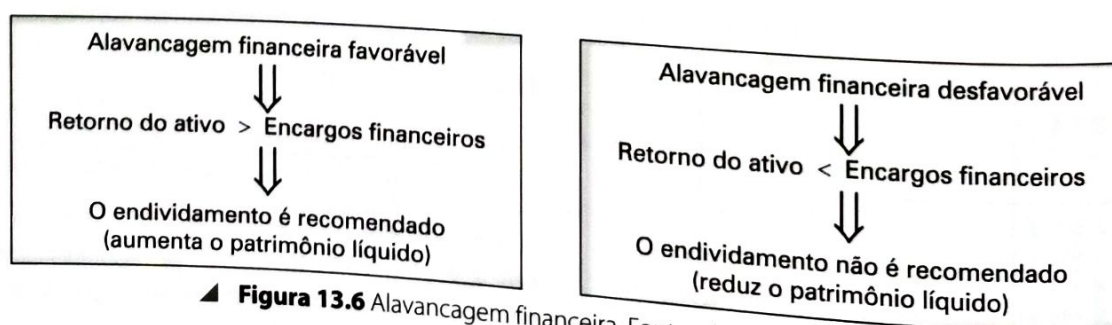 Alavancagem financeira favorável
Retorno do ativo > Encargos financeiros
O endividamento é recomendado
(aumenta o patrimônio líquido)
Alavancagem financeira desfavorável
Retorno do ativo < Encargos financeiros
O endividamento não é recomendado
(reduz o patrimônio líquido)
Figura 13.6 Alavancagem financeira.